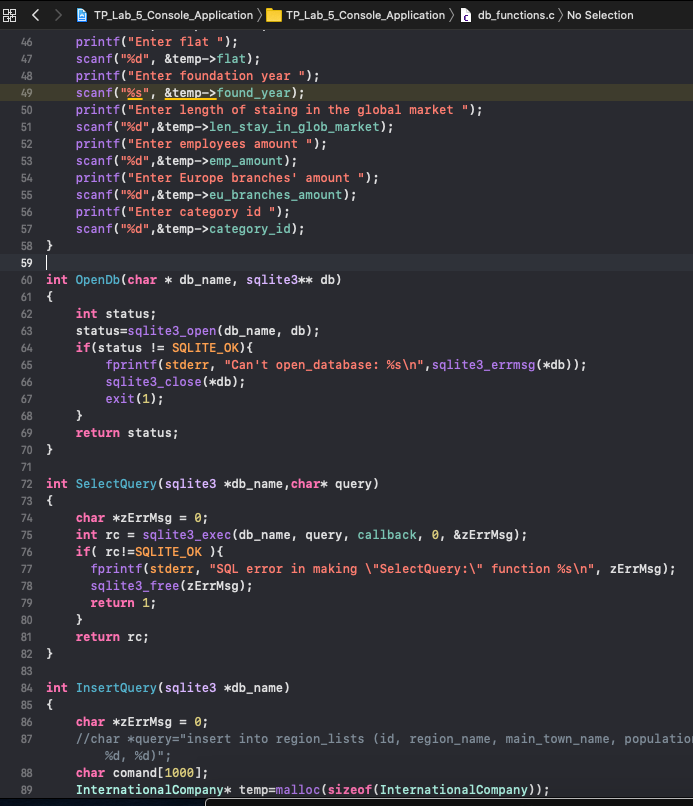 TP_Lab_5_Console_Application > TP_Lab_5_Console_Application > db_functions.c > No Selection
46 printf("Enter flat ");
47 scanf("%d", &temp->flat);
48 printf("Enter foundation year ");
49 scanf("%s", &temp->found_year);
50 printf("Enter length of staing in the global market ");
51 scanf("%d",&temp->len_stay_in_glob_market);
52 printf("Enter employees amount ");
53 scanf("%d",&temp->emp_amount);
54 printf("Enter Europe branches' amount ");
55 scanf("%d",&temp->eu_branches_amount);
56 printf("Enter category id ");
57 scanf("%d",&temp->category_id);
58 }
59
60 int OpenDb(char * db_name, sqlite3** db)
61 {
62 int status;
63 status=sqlite3_open(db_name, db);
64 if(status != SQLITE_OK){
65 fprintf(stderr, "Can't open_database: %s\n",sqlite3_errmsg(*db));
66 sqlite3_close(*db);
67 exit(1);
68 }
69 return status;
70 }
71
72 int SelectQuery(sqlite3 *db_name,char* query)
73 {
74 char *zErrMsg = 0;
75 int rc = sqlite3_exec(db_name, query, callback, 0, &zErrMsg);
76 if( rc!=SQLITE_OK ){
77 fprintf(stderr, "SQL error in making \"SelectQuery:\" function %s\n", zErrMsg);
78 sqlite3_free(zErrMsg);
79 return 1;
80 }
81 return rc;
82 }
83
84 int InsertQuery(sqlite3 *db_name)
85 {
86 char *zErrMsg = 0;
87 //char *query="insert into region_lists (id, region_name, main_town_name, population
%d, %d)";
88 char comand[1000];
89 InternationalCompany* temp=malloc(sizeof(InternationalCompany));